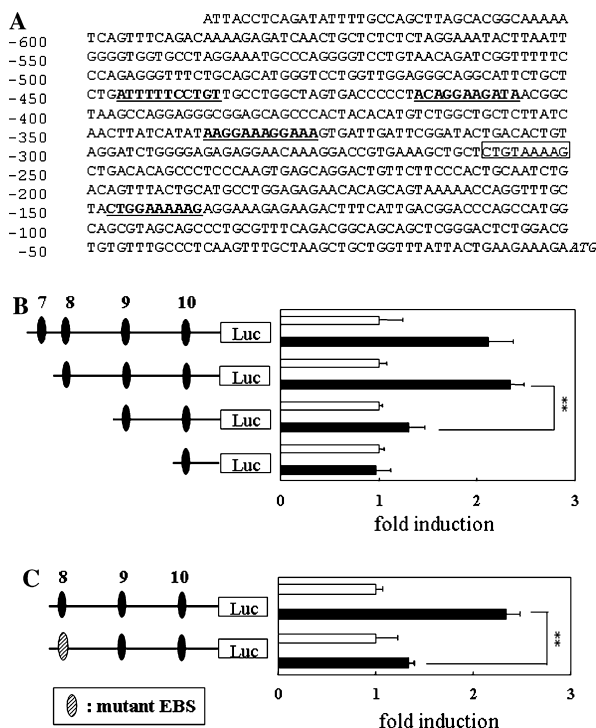 A
ATTACCTCAGATATTTTGCCAGCTTAGCACGGCAAAAA
-600 TCAGTTTCAGACAAAAGAGATCAACTGCTCTCTCTAGGAAATACTTAATT
-550 GGGGTGGTGCCTAGGAAATGCCCAGGGGTCCTGTAACAGATCGGTTTTTC
-500 CCAGAGGGTTTCTGCAGCATGGGTCCTGGTTGGAGGGCAGGCATTCTGCT
-450 CTGATTTTTCCTGTTGCCTGGCTAGTGACCCCCTACAGGAAGATAACGGC
-400 TAAGCCAGGAGGGCGGAGCAGCCCACTACACATGTCTGGCTGCTCTTATC
-350 AACTTATCATATAAGGAAAGGAAAGTGATTGATTCGGATACTGACACTGT
-300 AGGATCTGGGGAGAGAGGAACAAAGGACCGTGAAAGCTGCTCTGTAAAAG
-250 CTGACACAGCCCTCCCAAGTGAGCAGGACTGTTCTTCCCACTGCAATCTG
-200 ACAGTTTACTGCATGCCTGGAGAGAACACAGCAGTAAAAACCAGGTTTGC
-150 TACTGGAAAAAGAGGAAAGAGAAGACTTTCATTGACGGACCCAGCCATGG
-100 CAGCGTAGCAGCCCTGCGTTTCAGACGGCAGCAGCTCGGGACTCTGGACG
-50 TGTGTTTGCCCTCAAGTTTGCTAAGCTGCTGGTTTATTACTGAAGAAAGAATG
B
7 8 9 10
Luc
Luc
Luc
Luc
**
0 1 2 3
fold induction
C
8 9 10
Luc
Luc
**
0 1 2 3
fold induction
: mutant EBS